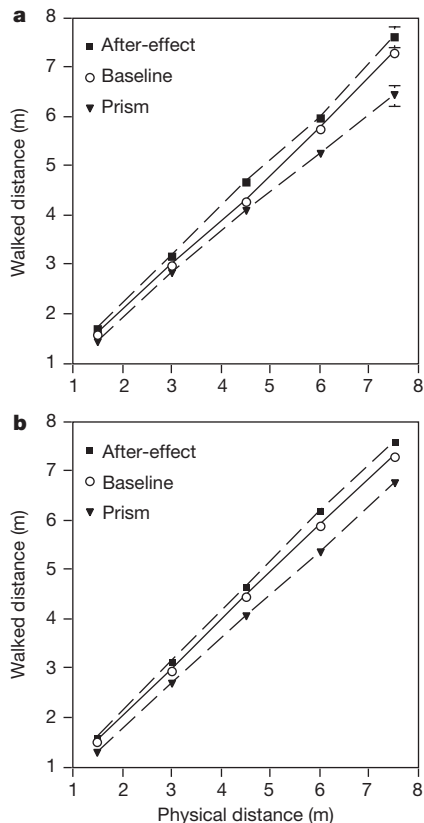 a
8
7
6
5
4
3
2
1
Walked distance (m)
After-effect
Baseline
Prism
1 2 3 4 5 6 7 8
b
8
7
6
5
4
3
2
1
Walked distance (m)
After-effect
Baseline
Prism
1 2 3 4 5 6 7 8
Physical distance (m)